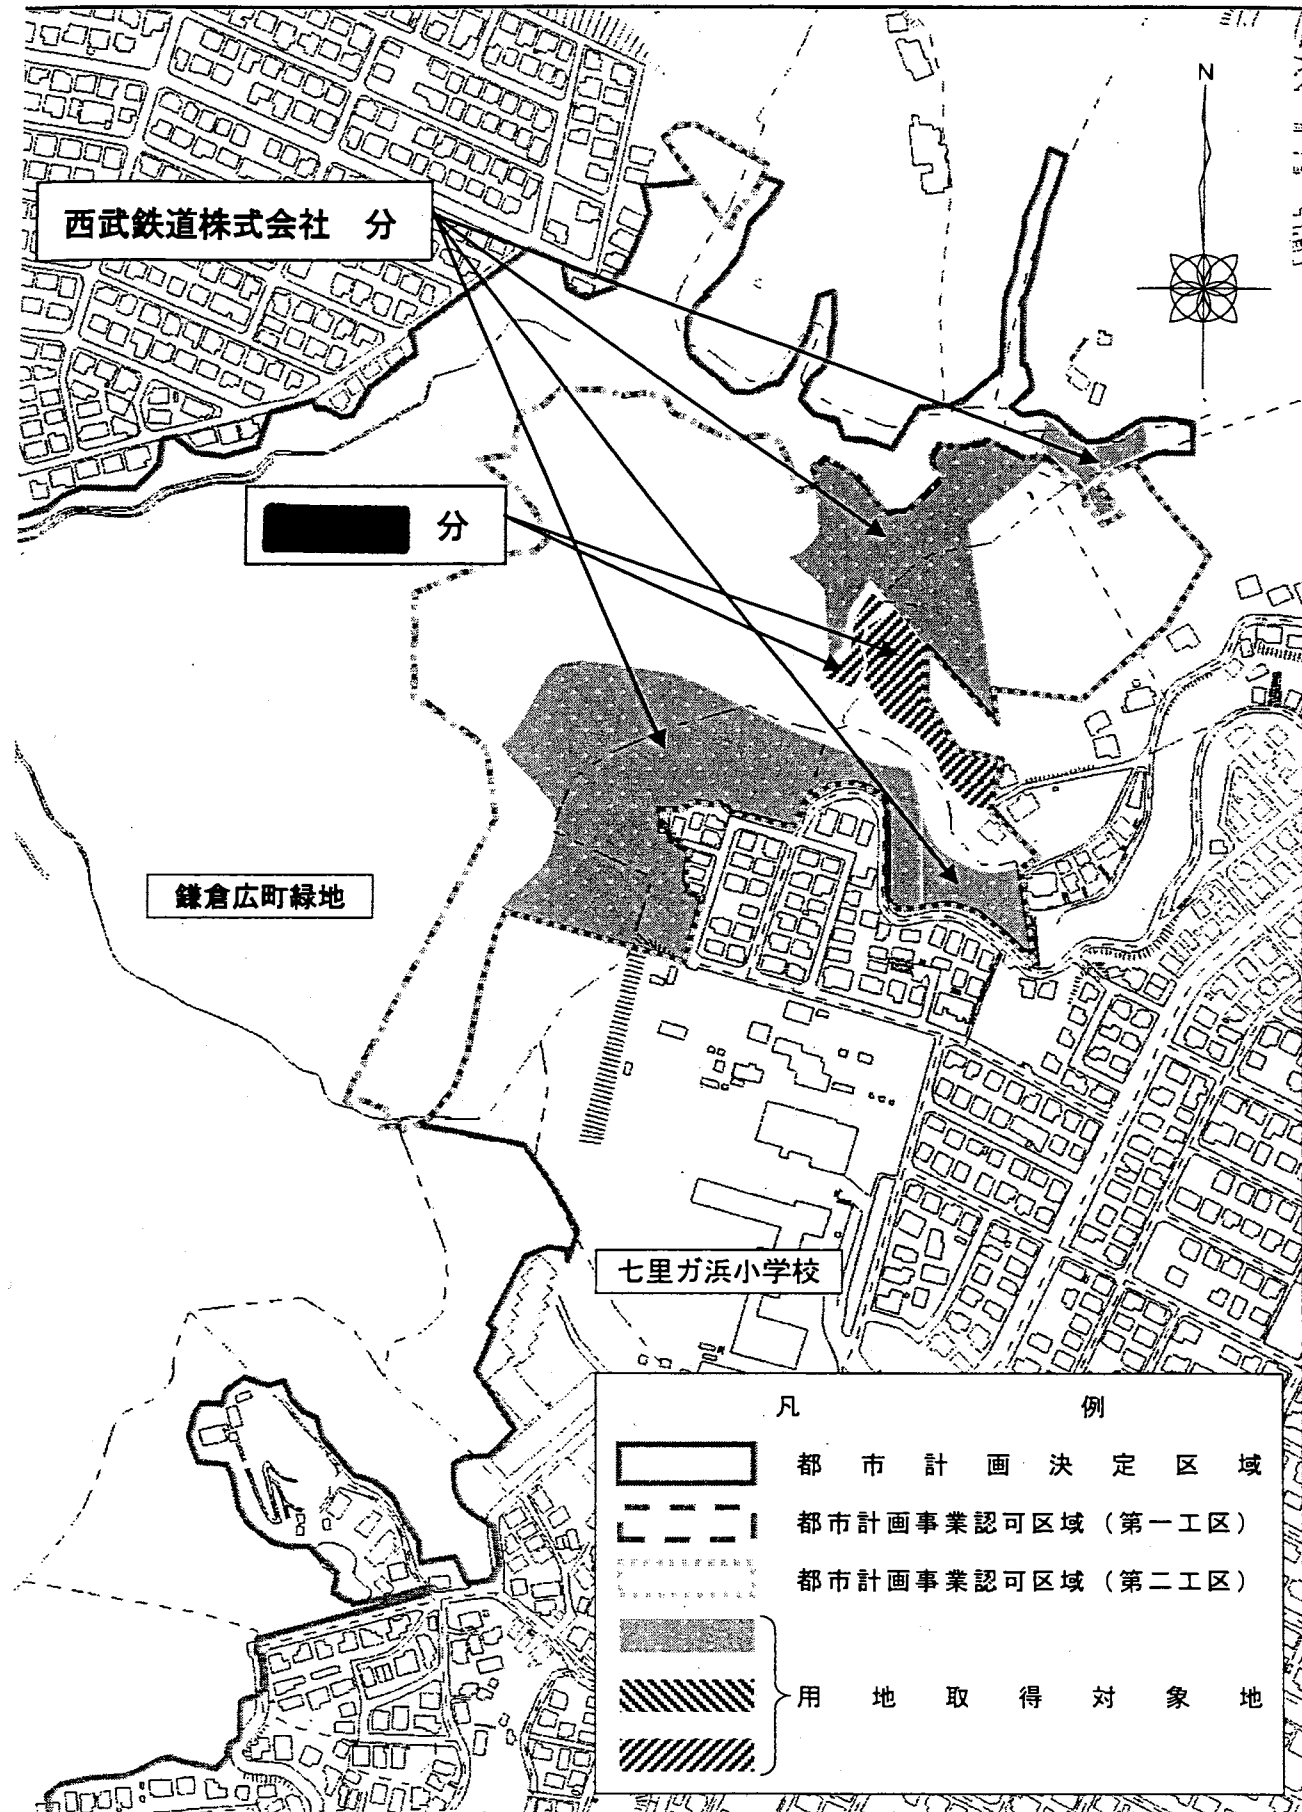 N
西武鉄道株式会社 分
分
鎌倉広町緑地
七里ガ浜小学校
凡例
都市計画決定区域
都市計画事業認可区域（第一工区）
都市計画事業認可区域（第二工区）
用地取得対象地